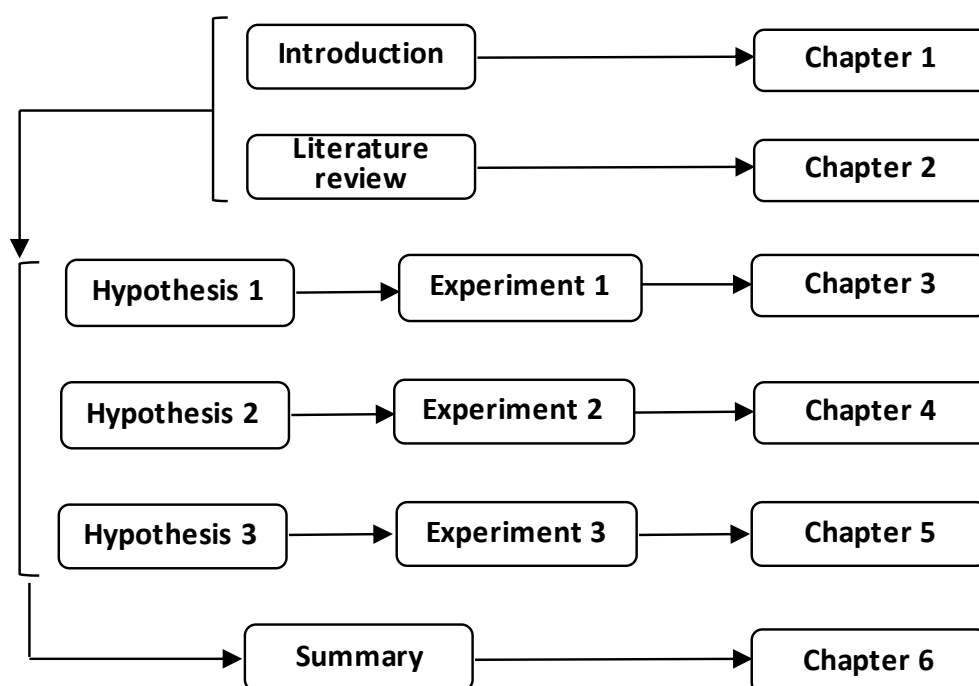 Introduction
Chapter 1
Literature
review
Chapter 2
Hypothesis 1
Experiment 1
Chapter 3
Hypothesis 2
Experiment 2
Chapter 4
Hypothesis 3
Experiment 3
Chapter 5
Summary
Chapter 6